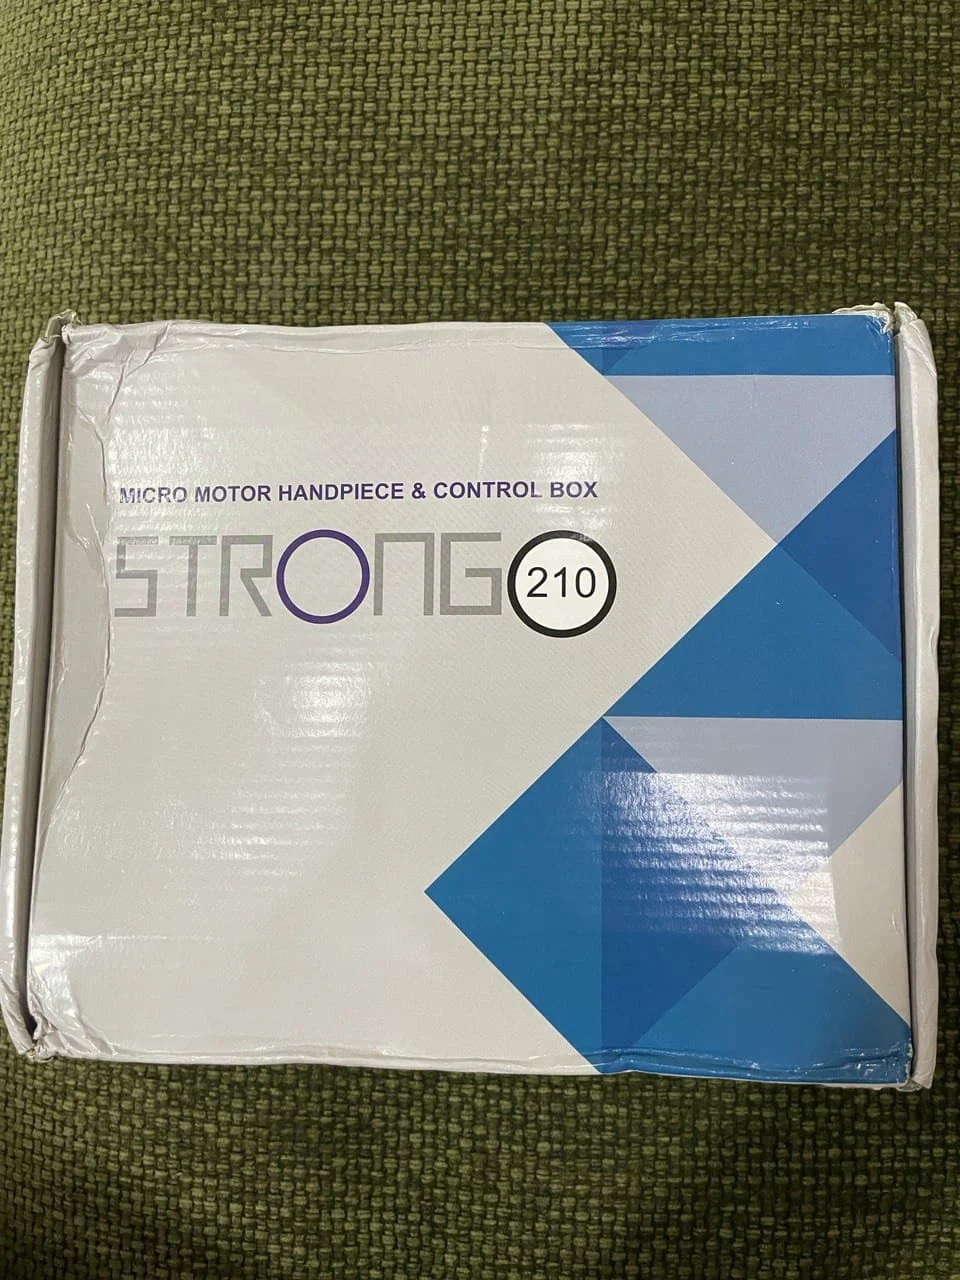 MICRO MOTOR HANDPIECE & CONTROL BOX
STRONG 210